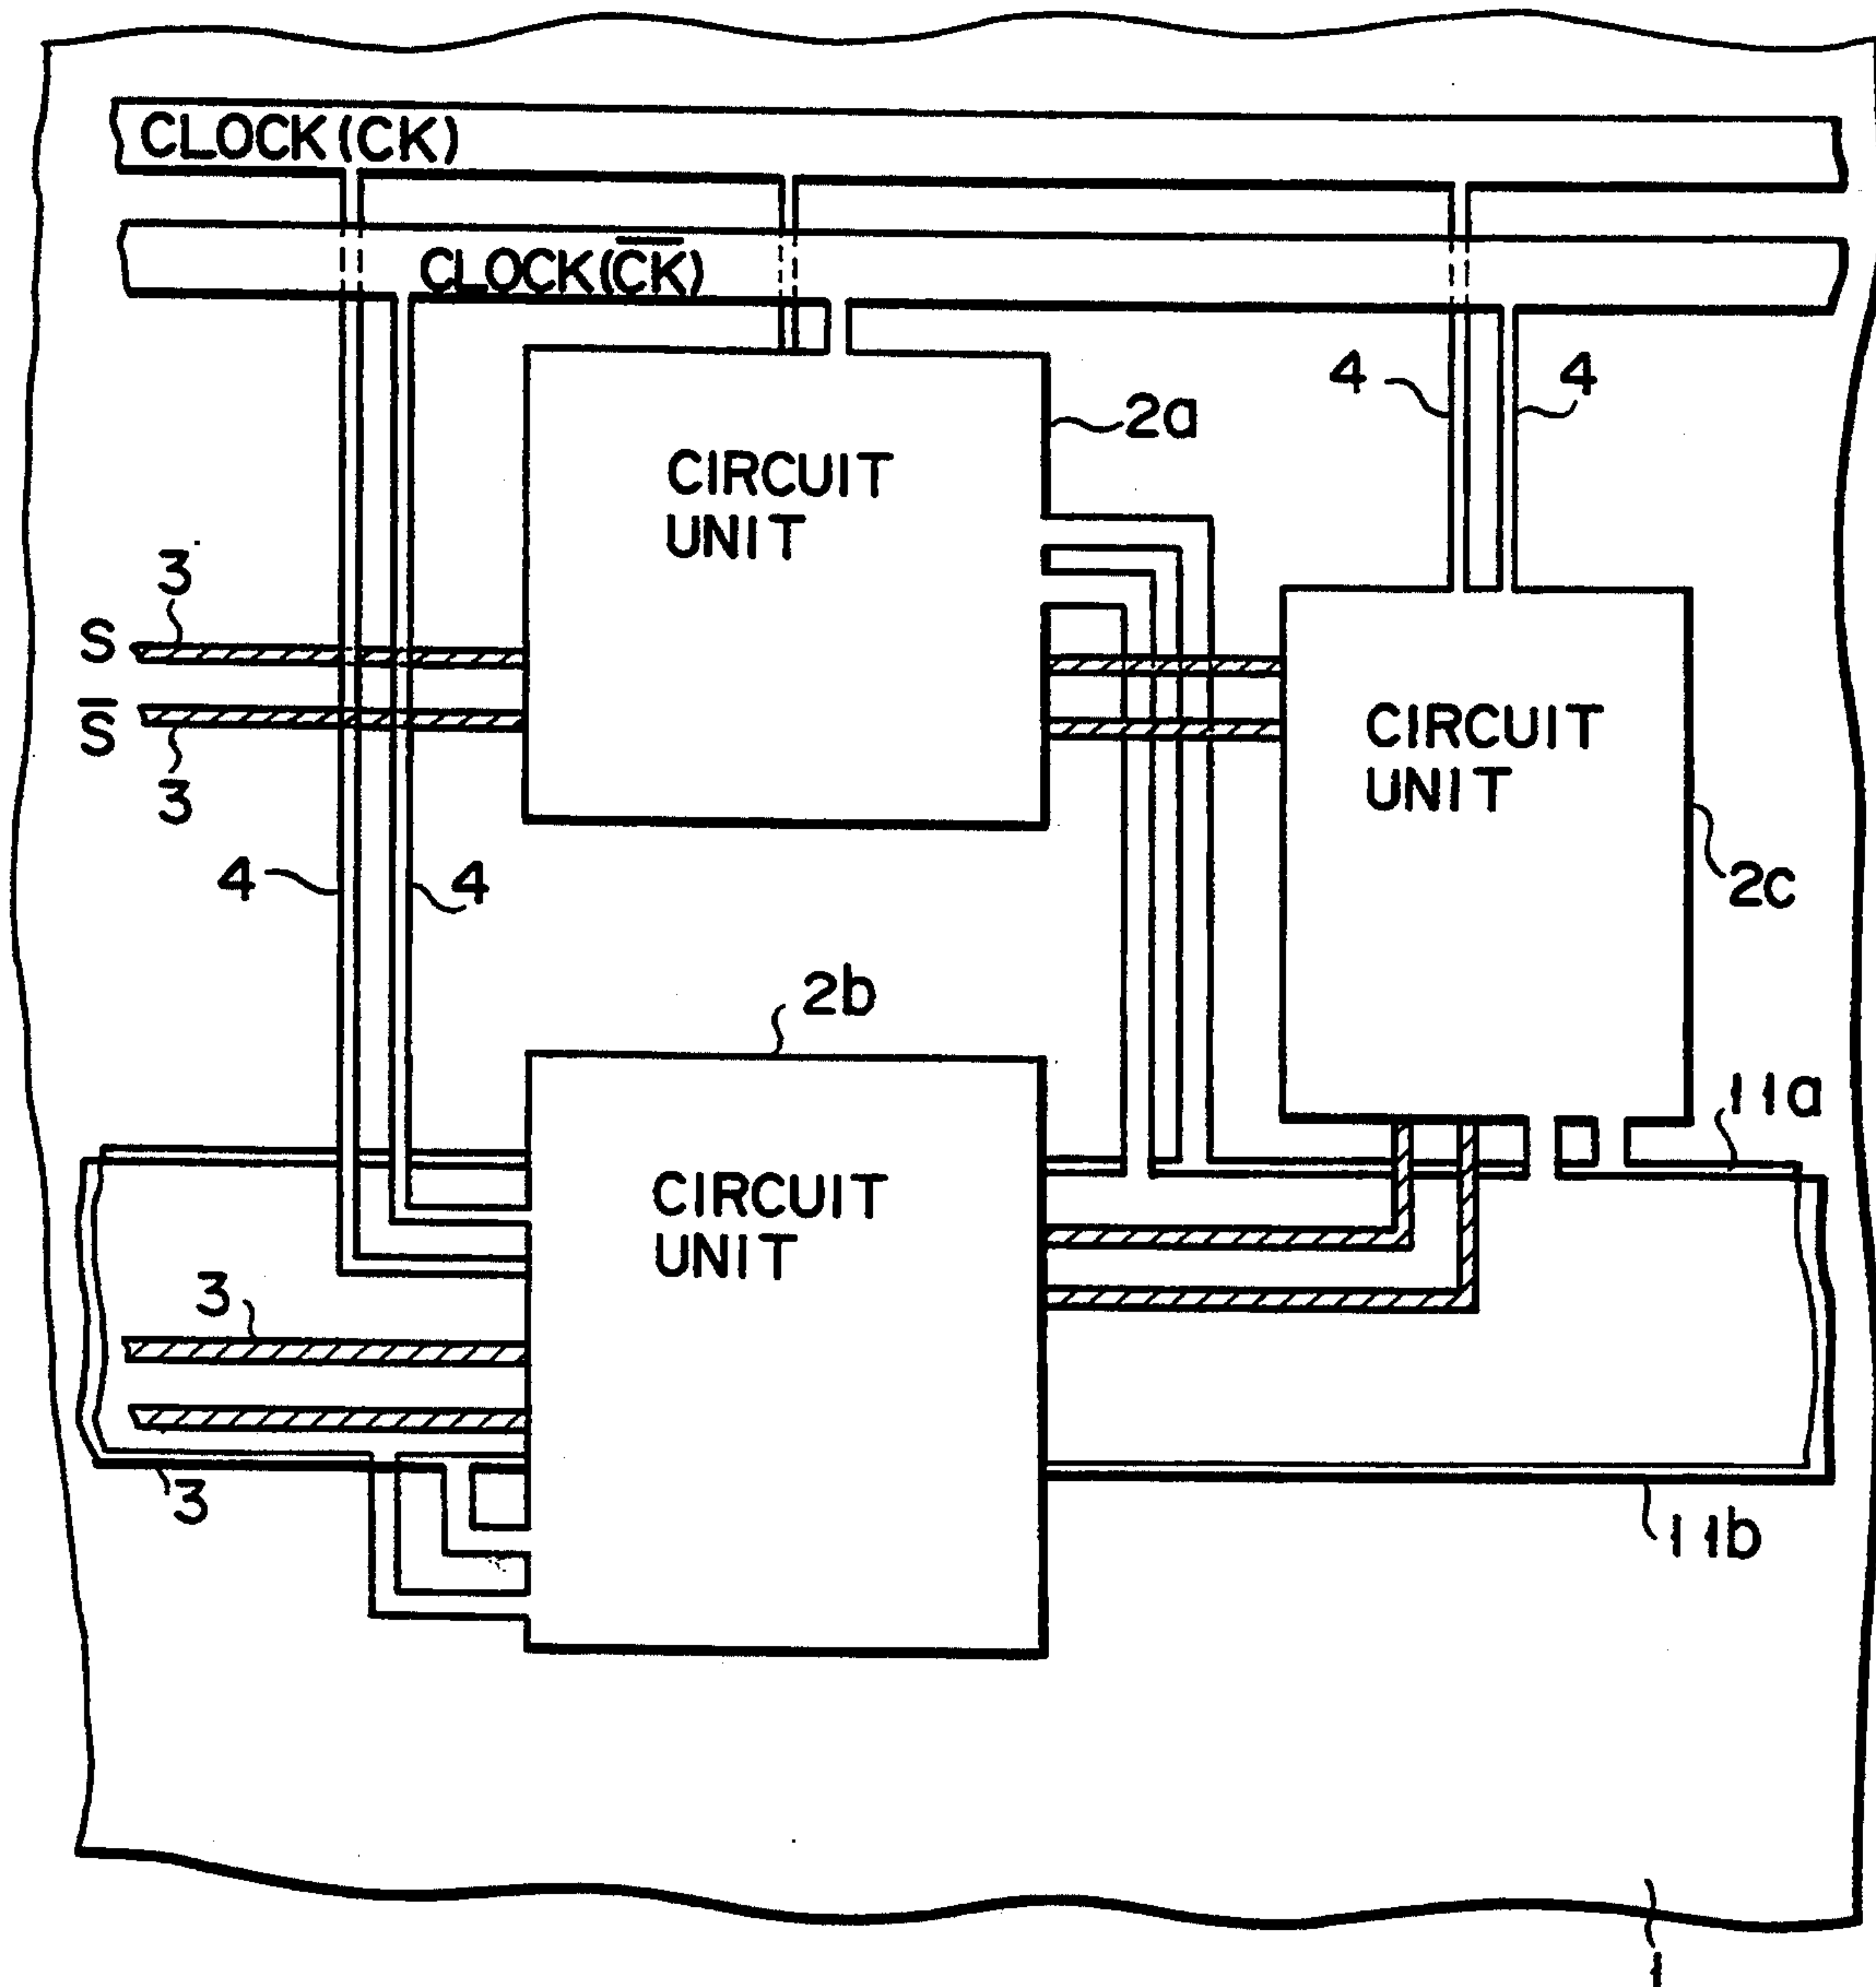 CLOCK(CK)
CLOCK(C̅K̅)
4
4
2a
CIRCUIT
UNIT
3
S
S̅
3
CIRCUIT
UNIT
4
4
2c
2b
11a
CIRCUIT
UNIT
3
3
11b
1